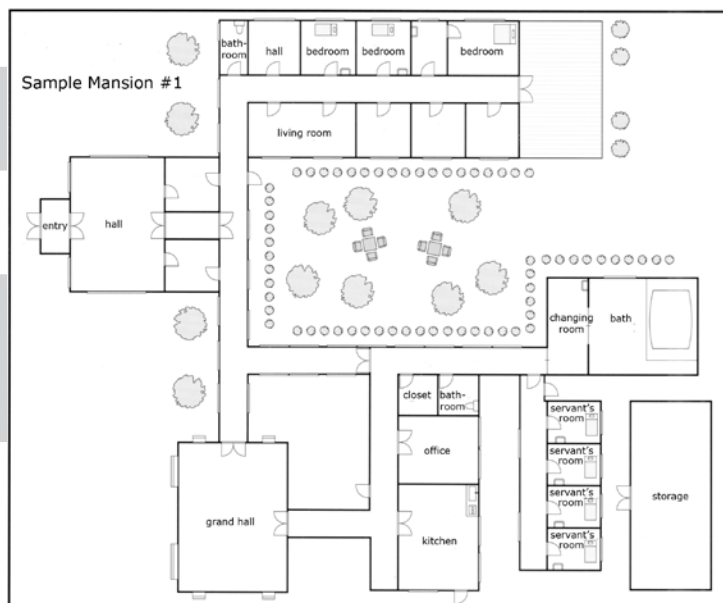 bath-
room
hall
bedroom
bedroom
bedroom
Sample Mansion #1
living room
entry
hall
changing
room
bath
closet
bath-
room
office
kitchen
grand hall
servant's
room
servant's
room
servant's
room
servant's
room
storage